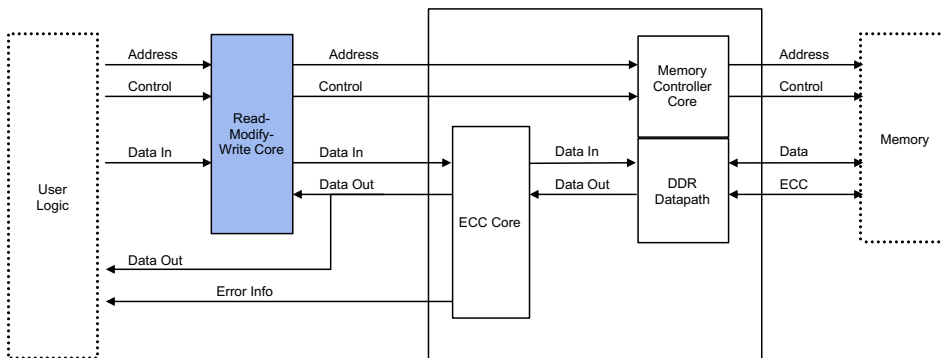 Address
Address
Address
Control
Control
Control
Memory
Controller
Core
Read-
Modify-
Write Core
Memory
Data In
Data In
Data In
Data
Data Out
Data Out
ECC
User
Logic
ECC Core
DDR
Datapath
Data Out
Error Info